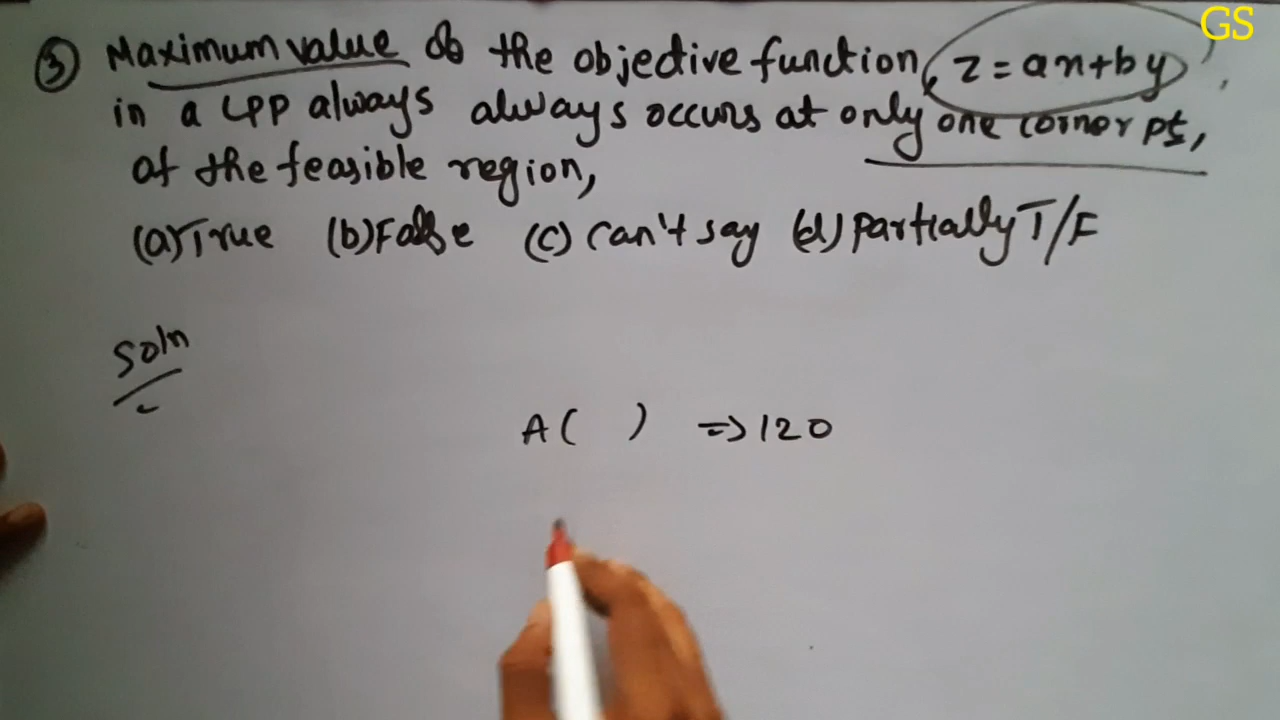 GS
③ Maximum value of the objective function, z = ax+by
in a LPP always always occurs at only one corner pt,
of the feasible region,
(a) True (b) False (c) can't say (d) Partially T/F
Soln
A( ) => 120